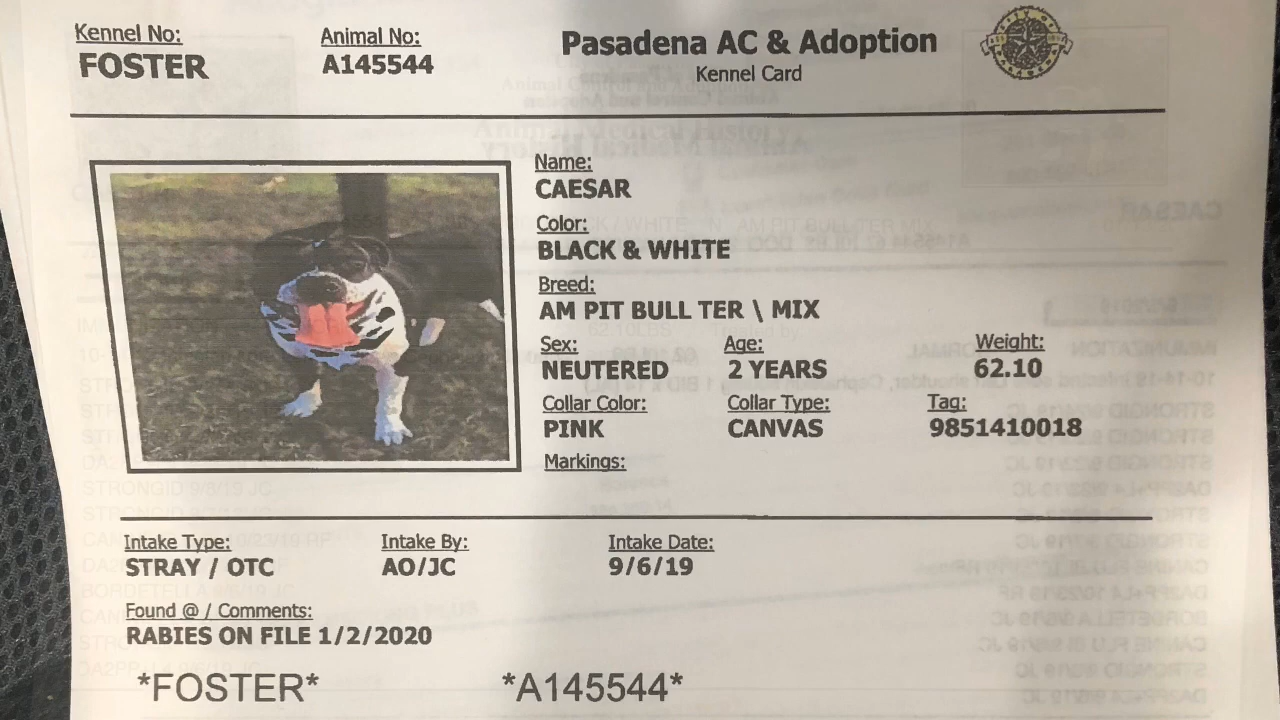 Kennel No:
FOSTER
Animal No:
A145544
Pasadena AC & Adoption
Kennel Card
Name:
CAESAR
Color:
BLACK & WHITE
Breed:
AM PIT BULL TER \ MIX
Sex: Age: Weight:
NEUTERED 2 YEARS 62.10
Collar Color: Collar Type: Tag:
PINK CANVAS 9851410018
Markings:
Intake Type: Intake By: Intake Date:
STRAY / OTC AO/JC 9/6/19
Found @ / Comments:
RABIES ON FILE 1/2/2020
*FOSTER* *A145544*